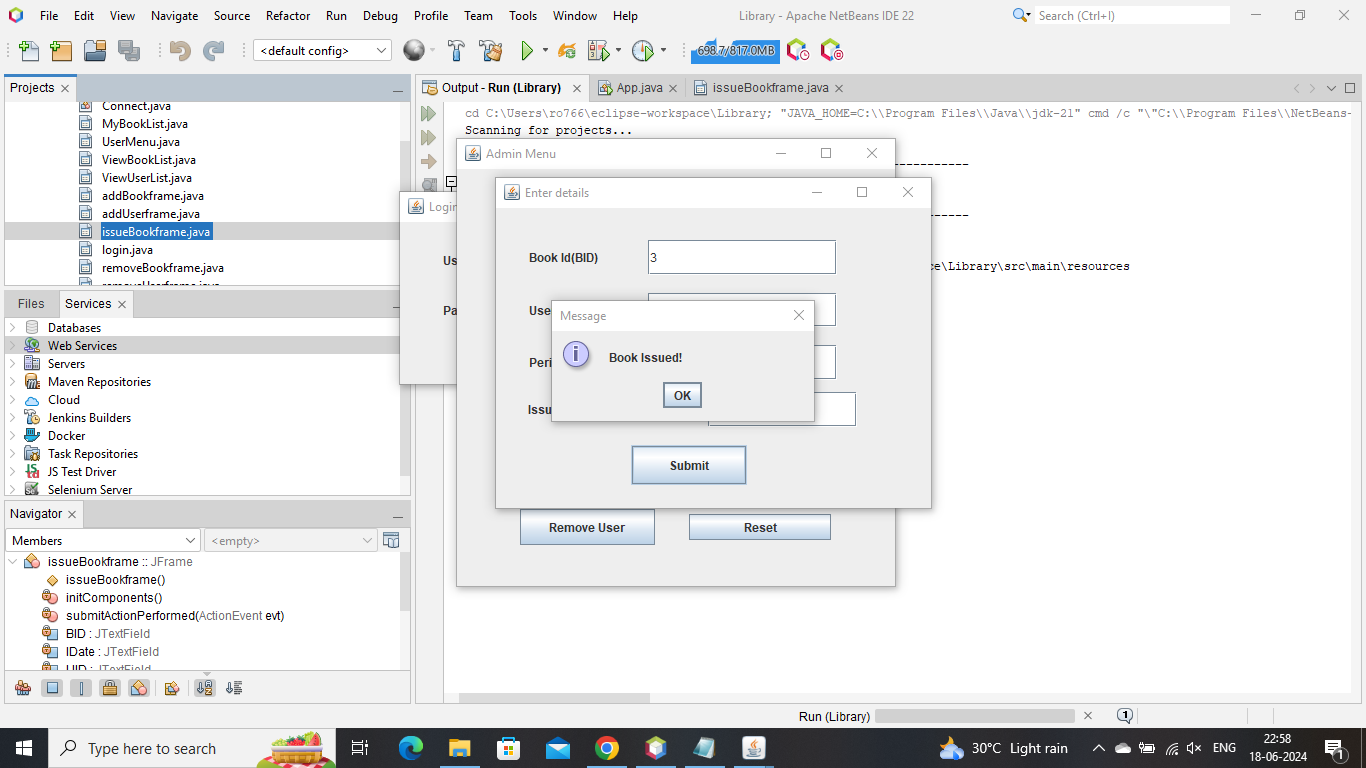 File Edit View Navigate Source Refactor Run Debug Profile Team Tools Window Help
Library - Apache NetBeans IDE 22
Search (Ctrl+I)
<default config>
698.7/817.0MB
Projects
Output - Run (Library)
App.java
issueBookframe.java
Connect.java
MyBookList.java
UserMenu.java
ViewBookList.java
ViewUserList.java
addBookframe.java
addUserframe.java
issueBookframe.java
login.java
removeBookframe.java
removeUserframe.java
cd C:\Users\ro766\eclipse-workspace\Library; "JAVA_HOME=C:\\Program Files\\Java\\jdk-21" cmd /c "\"C:\\Program Files\\NetBeans-
Scanning for projects...
Admin Menu
Enter details
Login
Us
Pa
Book Id(BID)
3
Use
Peri
Issu
Message
Book Issued!
OK
Submit
Remove User
Reset
ce\Library\src\main\resources
Files
Services
Databases
Web Services
Servers
Maven Repositories
Cloud
Jenkins Builders
Docker
Task Repositories
JS Test Driver
Selenium Server
Navigator
Members
<empty>
issueBookframe :: JFrame
issueBookframe()
initComponents()
submitActionPerformed(ActionEvent evt)
BID : JTextField
IDate : JTextField
UID : JTextField
Run (Library)
1
Type here to search
30°C Light rain
ENG
22:58
18-06-2024
1